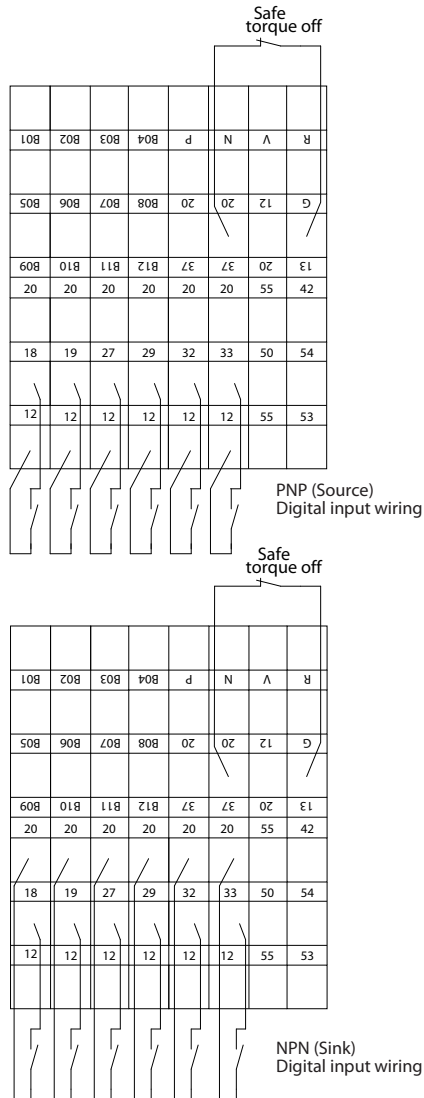 Safe
torque off
B01 B02 B03 B04 P N V R
B05 B06 B07 B08 20 20 12 G
B09 B10 B11 B12 37 37 20 13
20 20 20 20 20 20 55 42
18 19 27 29 32 33 50 54
12 12 12 12 12 12 55 53
PNP (Source)
Digital input wiring
Safe
torque off
B01 B02 B03 B04 P N V R
B05 B06 B07 B08 20 20 12 G
B09 B10 B11 B12 37 37 20 13
20 20 20 20 20 20 55 42
18 19 27 29 32 33 50 54
12 12 12 12 12 12 55 53
NPN (Sink)
Digital input wiring